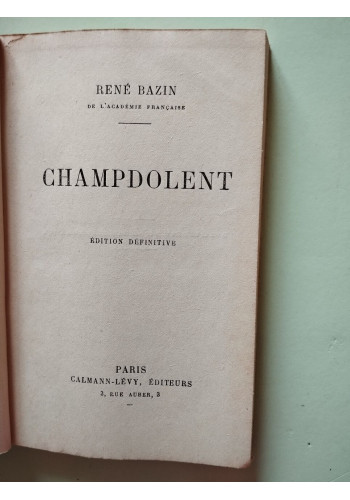 RENÉ BAZIN
DE L'ACADÉMIE FRANÇAISE
CHAMPDOLENT
ÉDITION DÉFINITIVE
PARIS
CALMANN-LÉVY, ÉDITEURS
3, RUE AUBER, 3